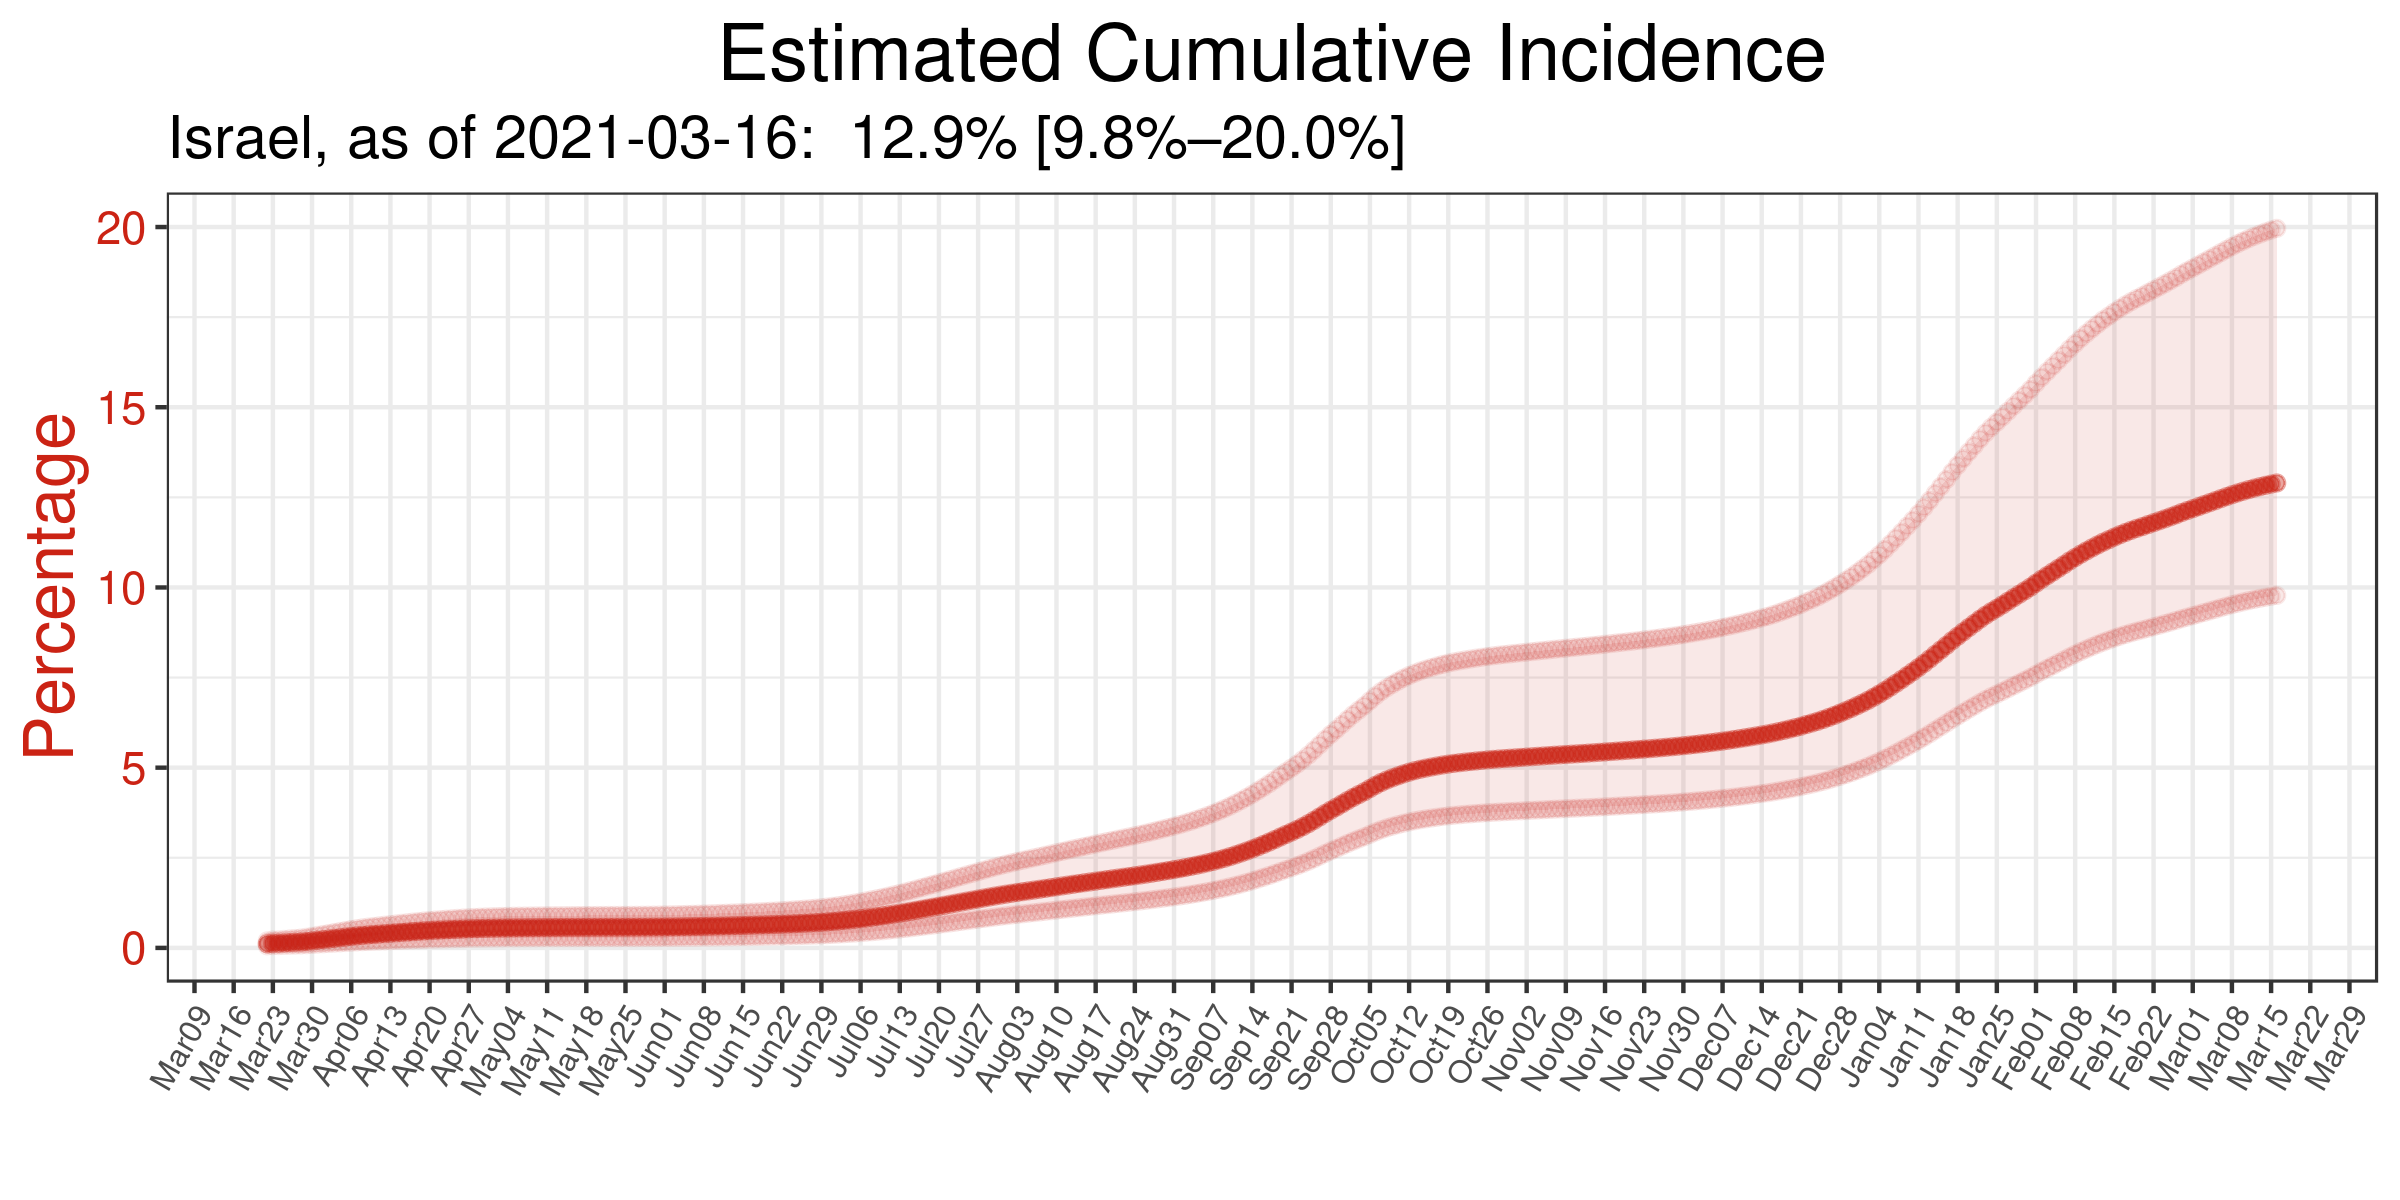 Estimated Cumulative Incidence
Israel, as of 2021-03-16:  12.9% [9.8%–20.0%]
Percentage
20
15
10
5
0
Mar09
Mar16
Mar23
Mar30
Apr06
Apr13
Apr20
Apr27
May04
May11
May18
May25
Jun01
Jun08
Jun15
Jun22
Jun29
Jul06
Jul13
Jul20
Jul27
Aug03
Aug10
Aug17
Aug24
Aug31
Sep07
Sep14
Sep21
Sep28
Oct05
Oct12
Oct19
Oct26
Nov02
Nov09
Nov16
Nov23
Nov30
Dec07
Dec14
Dec21
Dec28
Jan04
Jan11
Jan18
Jan25
Feb01
Feb08
Feb15
Feb22
Mar01
Mar08
Mar15
Mar22
Mar29